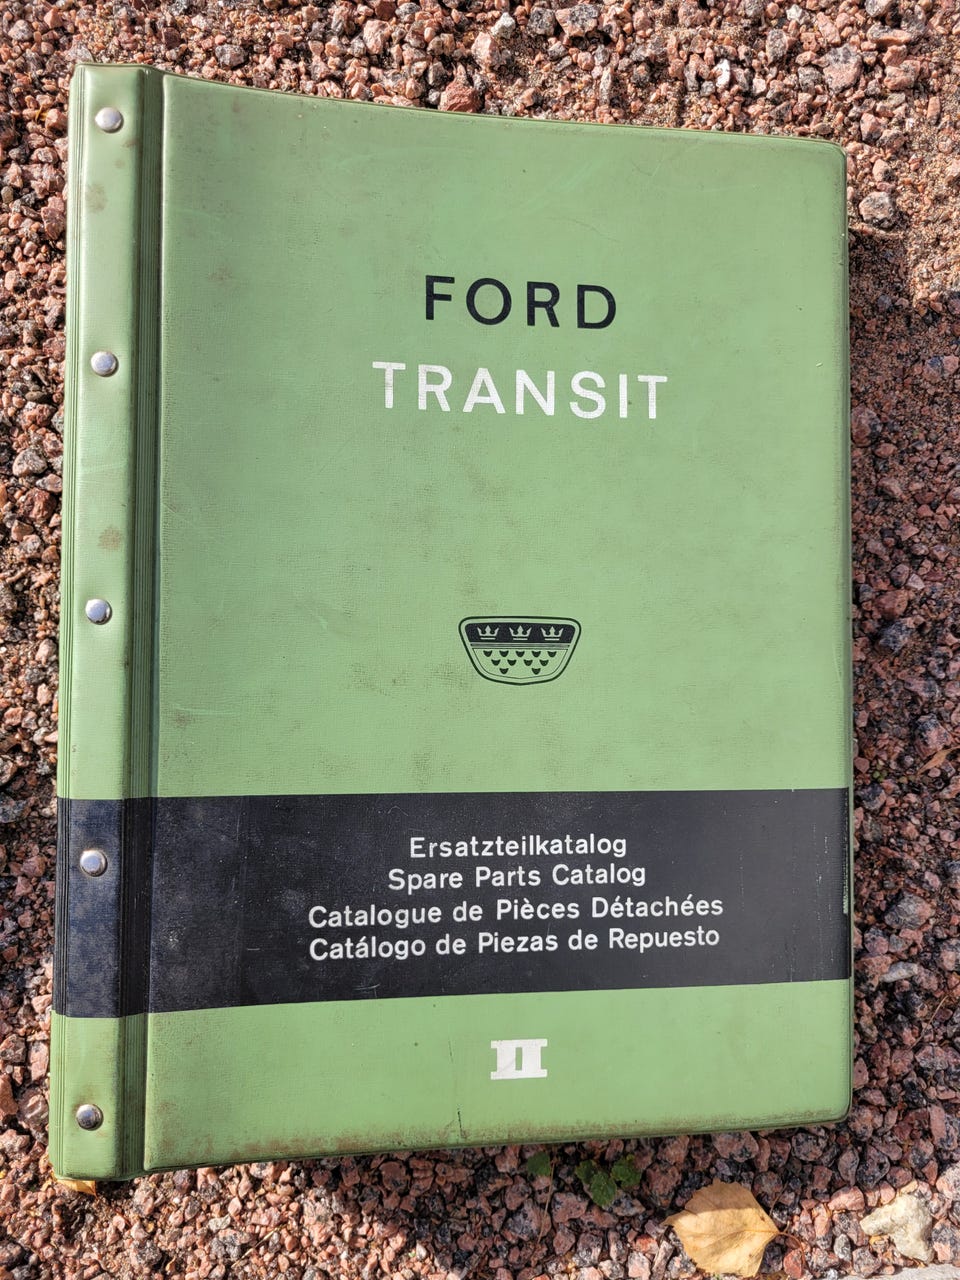 FORD
TRANSIT
Ersatzteilkatalog
Spare Parts Catalog
Catalogue de Pièces Détachées
Catálogo de Piezas de Repuesto
II